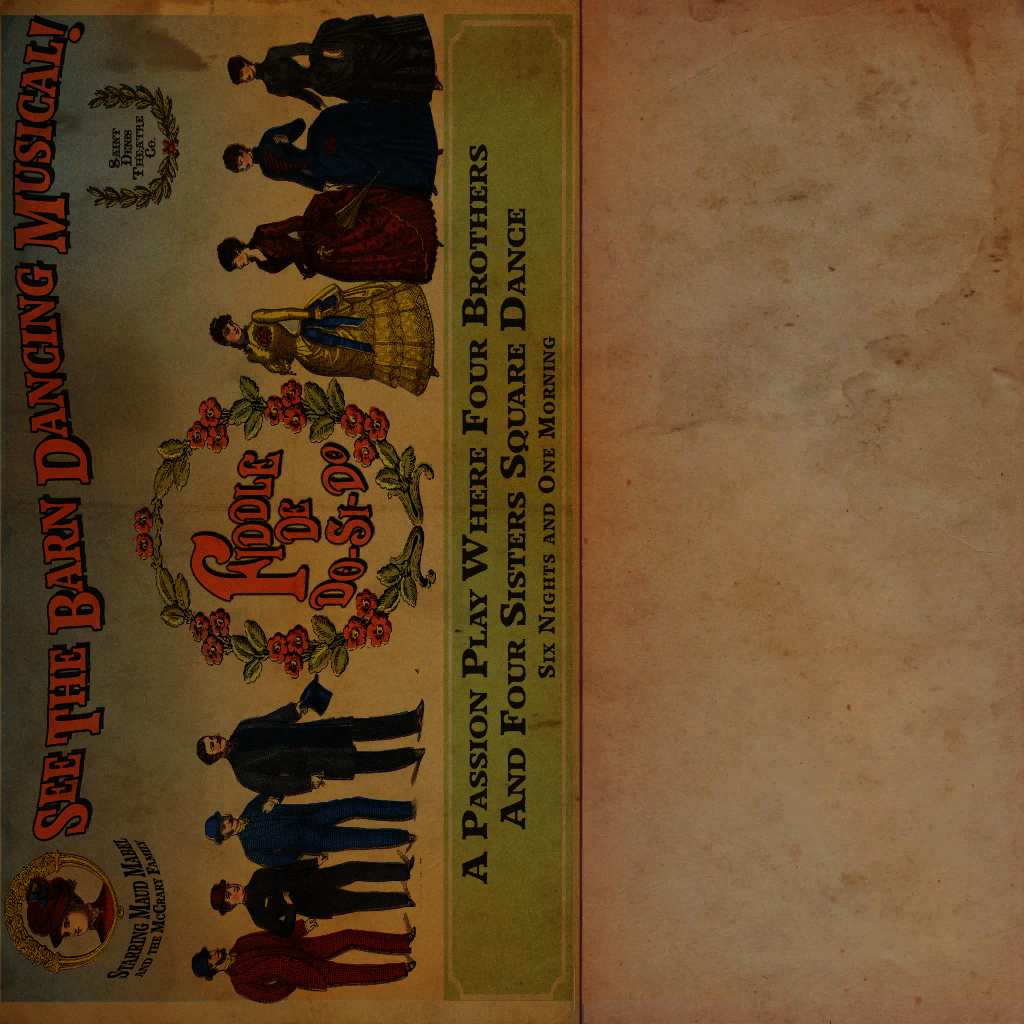 See The Barn Dancing Musical!
Starring Maud Mabel
and the McCrary Family
Saint
Denis
Theatre
Co.
Fiddle
De
Do-Si-Do
A Passion Play Where Four Brothers
And Four Sisters Square Dance
Six Nights and One Morning